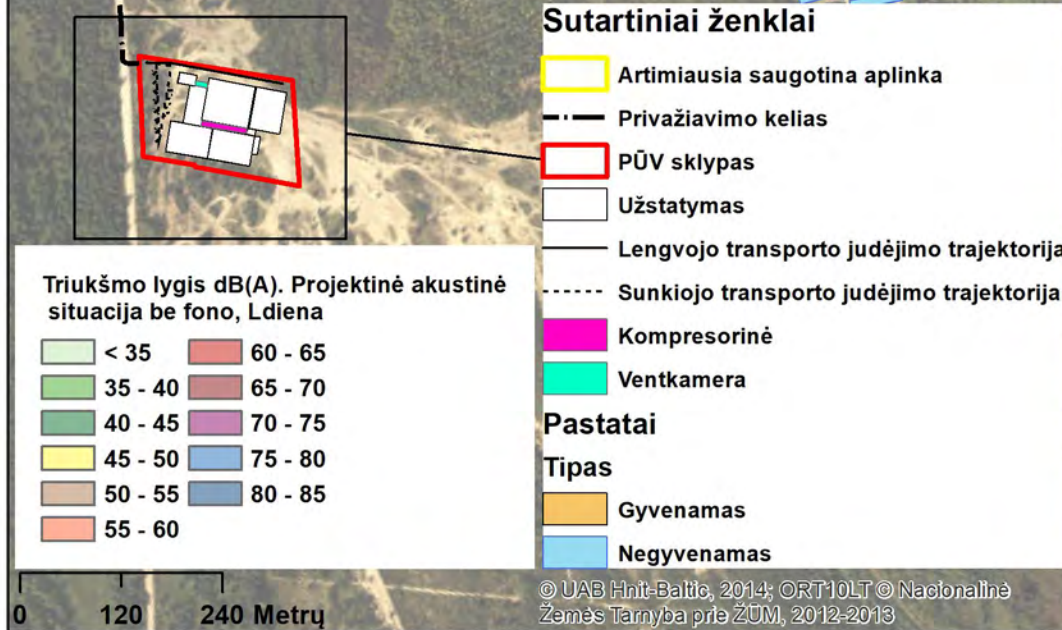 Sutartiniai ženklai
Artimiausia saugotina aplinka
Privažiavimo kelias
PŪV sklypas
Užstatymas
Lengvojo transporto judėjimo trajektorija
Sunkiojo transporto judėjimo trajektorija
Kompresorinė
Ventkamera
Pastatai
Tipas
Gyvenamas
Negyvenamas
Triukšmo lygis dB(A). Projektinė akustinė
situacija be fono, Ldiena
< 35
35 - 40
40 - 45
45 - 50
50 - 55
55 - 60
60 - 65
65 - 70
70 - 75
75 - 80
80 - 85
0 120 240 Metrų
© UAB Hnit-Baltic, 2014; ORT10LT © Nacionalinė
Žemės Tarnyba prie ŽŪM, 2012-2013